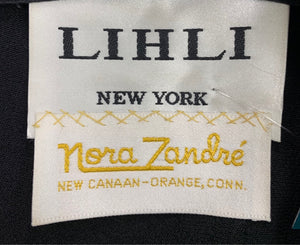 LIHLI
NEW YORK
Nora Zandré
NEW CANAAN-ORANGE, CONN.